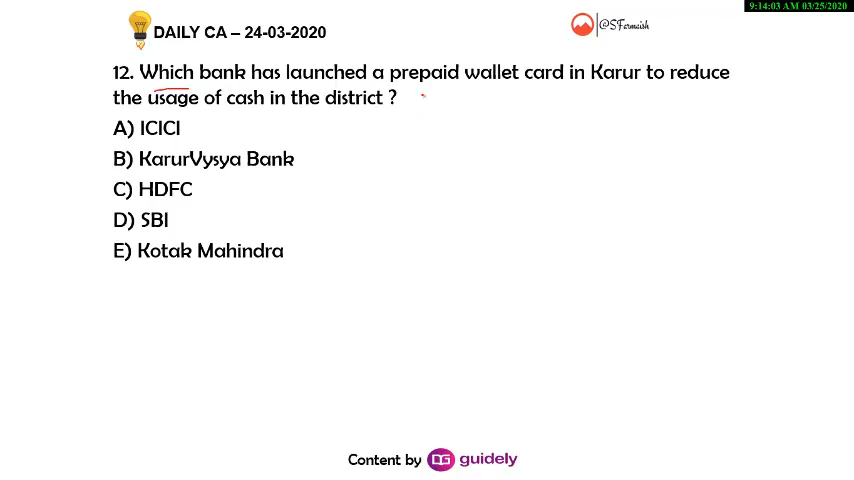 9:14:03 AM 03/25/2020
DAILY CA – 24-03-2020
@SFarmaish
12. Which bank has launched a prepaid wallet card in Karur to reduce
the usage of cash in the district ?
A) ICICI
B) KarurVysya Bank
C) HDFC
D) SBI
E) Kotak Mahindra
Content by DG guidely